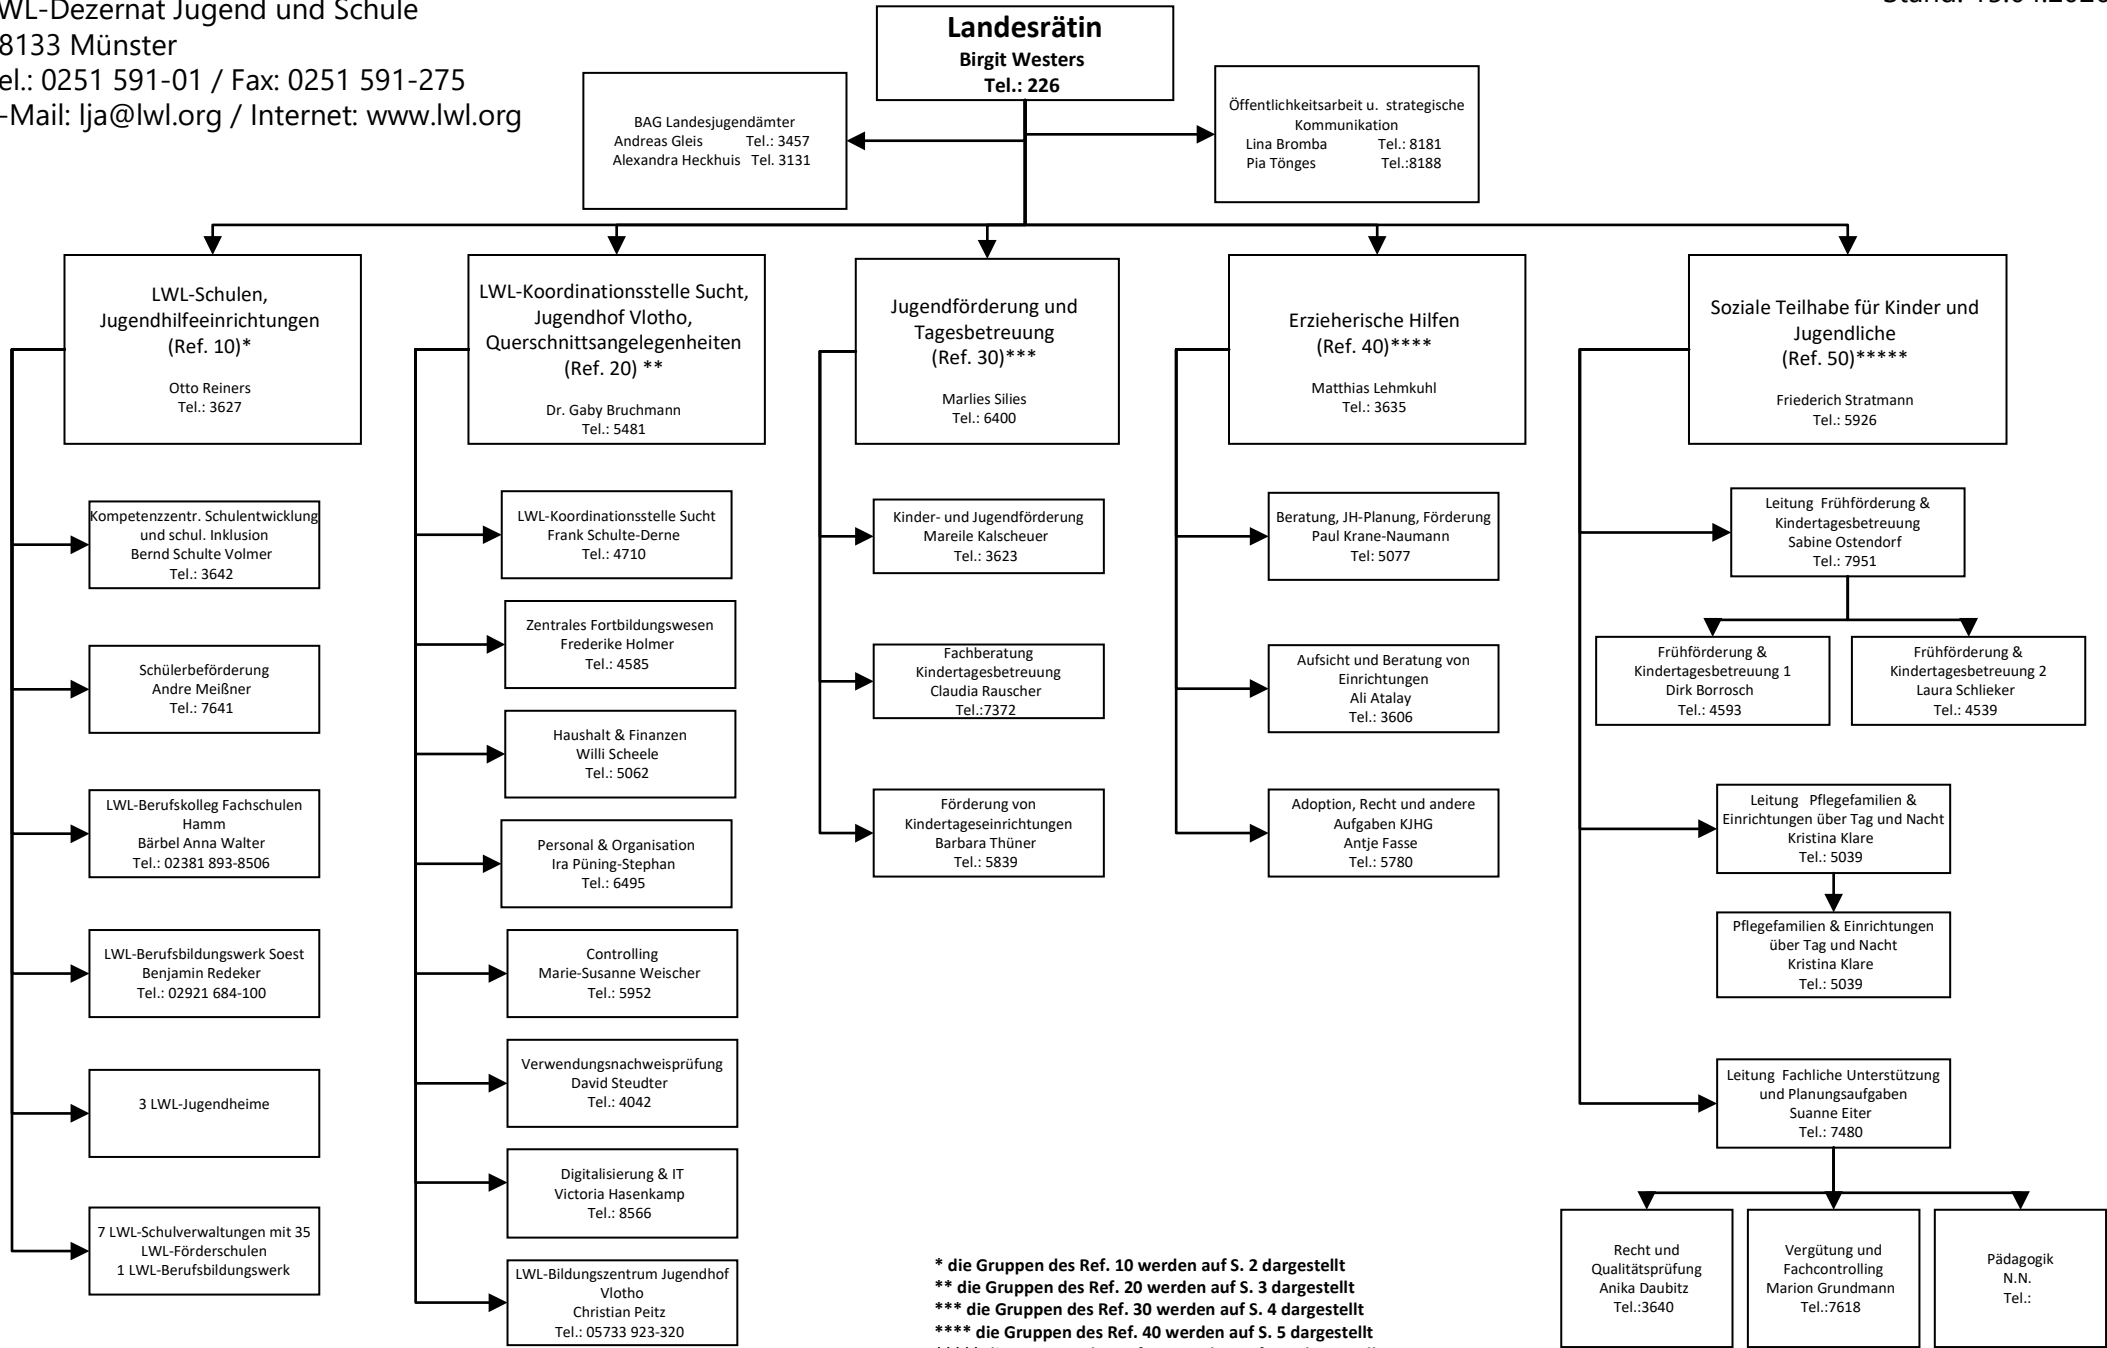 WL-Dezernat Jugend und Schule
8133 Münster
el.: 0251 591-01 / Fax: 0251 591-275
-Mail: lja@lwl.org / Internet: www.lwl.org
Landesrätin
Birgit Westers
Tel.: 226
BAG Landesjugendämter
Andreas Gleis Tel.: 3457
Alexandra Heckhuis Tel. 3131
Öffentlichkeitsarbeit u. strategische
Kommunikation
Lina Bromba Tel.: 8181
Pia Tönges Tel.:8188
LWL-Schulen,
Jugendhilfeeinrichtungen
(Ref. 10)*
Otto Reiners
Tel.: 3627
LWL-Koordinationsstelle Sucht,
Jugendhof Vlotho,
Querschnittsangelegenheiten
(Ref. 20) **
Dr. Gaby Bruchmann
Tel.: 5481
Jugendförderung und
Tagesbetreuung
(Ref. 30)***
Marlies Silies
Tel.: 6400
Erzieherische Hilfen
(Ref. 40)****
Matthias Lehmkuhl
Tel.: 3635
Soziale Teilhabe für Kinder und
Jugendliche
(Ref. 50)*****
Friederich Stratmann
Tel.: 5926
Kompetenzzentr. Schulentwicklung
und schul. Inklusion
Bernd Schulte Volmer
Tel.: 3642
Schülerbeförderung
Andre Meißner
Tel.: 7641
LWL-Berufskolleg Fachschulen
Hamm
Bärbel Anna Walter
Tel.: 02381 893-8506
LWL-Berufsbildungswerk Soest
Benjamin Redeker
Tel.: 02921 684-100
3 LWL-Jugendheime
7 LWL-Schulverwaltungen mit 35
LWL-Förderschulen
1 LWL-Berufsbildungswerk
LWL-Koordinationsstelle Sucht
Frank Schulte-Derne
Tel.: 4710
Zentrales Fortbildungswesen
Frederike Holmer
Tel.: 4585
Haushalt & Finanzen
Willi Scheele
Tel.: 5062
Personal & Organisation
Ira Püning-Stephan
Tel.: 6495
Controlling
Marie-Susanne Weischer
Tel.: 5952
Verwendungsnachweisprüfung
David Steudter
Tel.: 4042
Digitalisierung & IT
Victoria Hasenkamp
Tel.: 8566
LWL-Bildungszentrum Jugendhof
Vlotho
Christian Peitz
Tel.: 05733 923-320
Kinder- und Jugendförderung
Mareile Kalscheuer
Tel.: 3623
Fachberatung
Kindertagesbetreuung
Claudia Rauscher
Tel.:7372
Förderung von
Kindertageseinrichtungen
Barbara Thüner
Tel.: 5839
Beratung, JH-Planung, Förderung
Paul Krane-Naumann
Tel: 5077
Aufsicht und Beratung von
Einrichtungen
Ali Atalay
Tel.: 3606
Adoption, Recht und andere
Aufgaben KJHG
Antje Fasse
Tel.: 5780
Leitung Frühförderung &
Kindertagesbetreuung
Sabine Ostendorf
Tel.: 7951
Frühförderung &
Kindertagesbetreuung 1
Dirk Borrosch
Tel.: 4593
Frühförderung &
Kindertagesbetreuung 2
Laura Schlieker
Tel.: 4539
Leitung Pflegefamilien &
Einrichtungen über Tag und Nacht
Kristina Klare
Tel.: 5039
Pflegefamilien & Einrichtungen
über Tag und Nacht
Kristina Klare
Tel.: 5039
Leitung Fachliche Unterstützung
und Planungsaufgaben
Suanne Eiter
Tel.: 7480
Recht und
Qualitätsprüfung
Anika Daubitz
Tel.:3640
Vergütung und
Fachcontrolling
Marion Grundmann
Tel.:7618
Pädagogik
N.N.
Tel.:
* die Gruppen des Ref. 10 werden auf S. 2 dargestellt
** die Gruppen des Ref. 20 werden auf S. 3 dargestellt
*** die Gruppen des Ref. 30 werden auf S. 4 dargestellt
**** die Gruppen des Ref. 40 werden auf S. 5 dargestellt